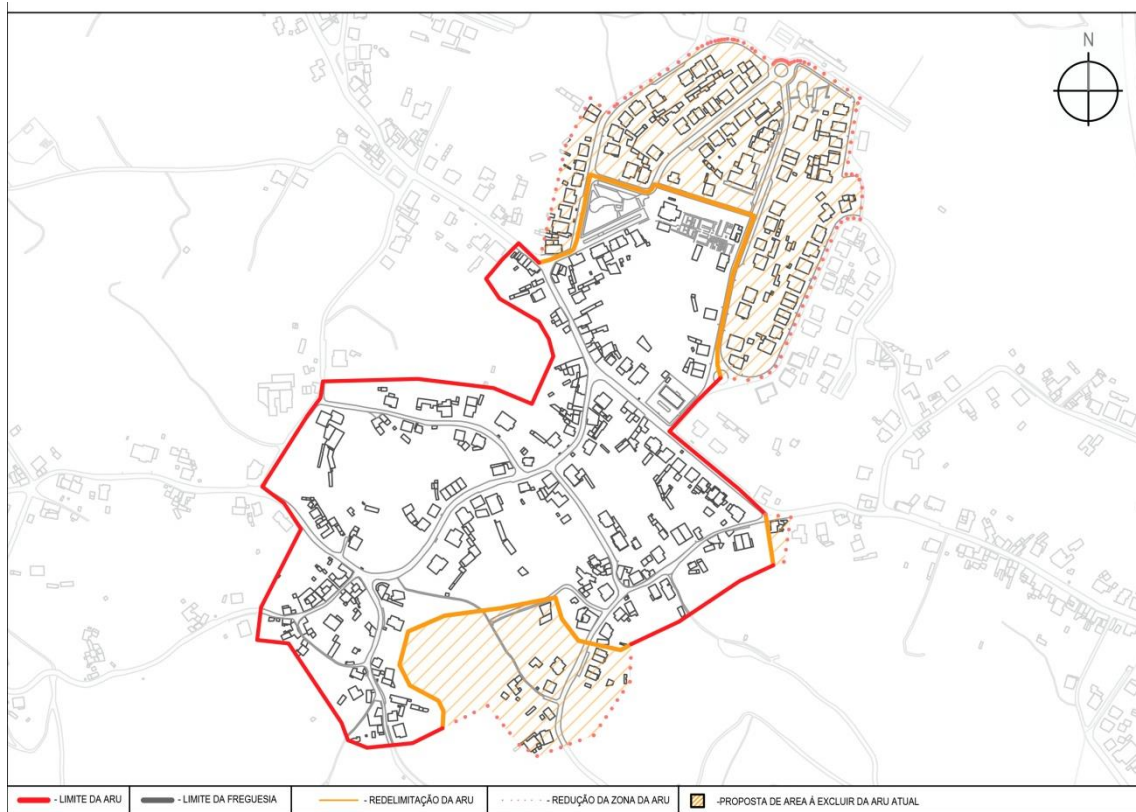 N
- LIMITE DA ARU
- LIMITE DA FREGUESIA
- REDELIMITAÇÃO DA ARU
- REDUÇÃO DA ZONA DA ARU
-PROPOSTA DE AREA Á EXCLUIR DA ARU ATUAL